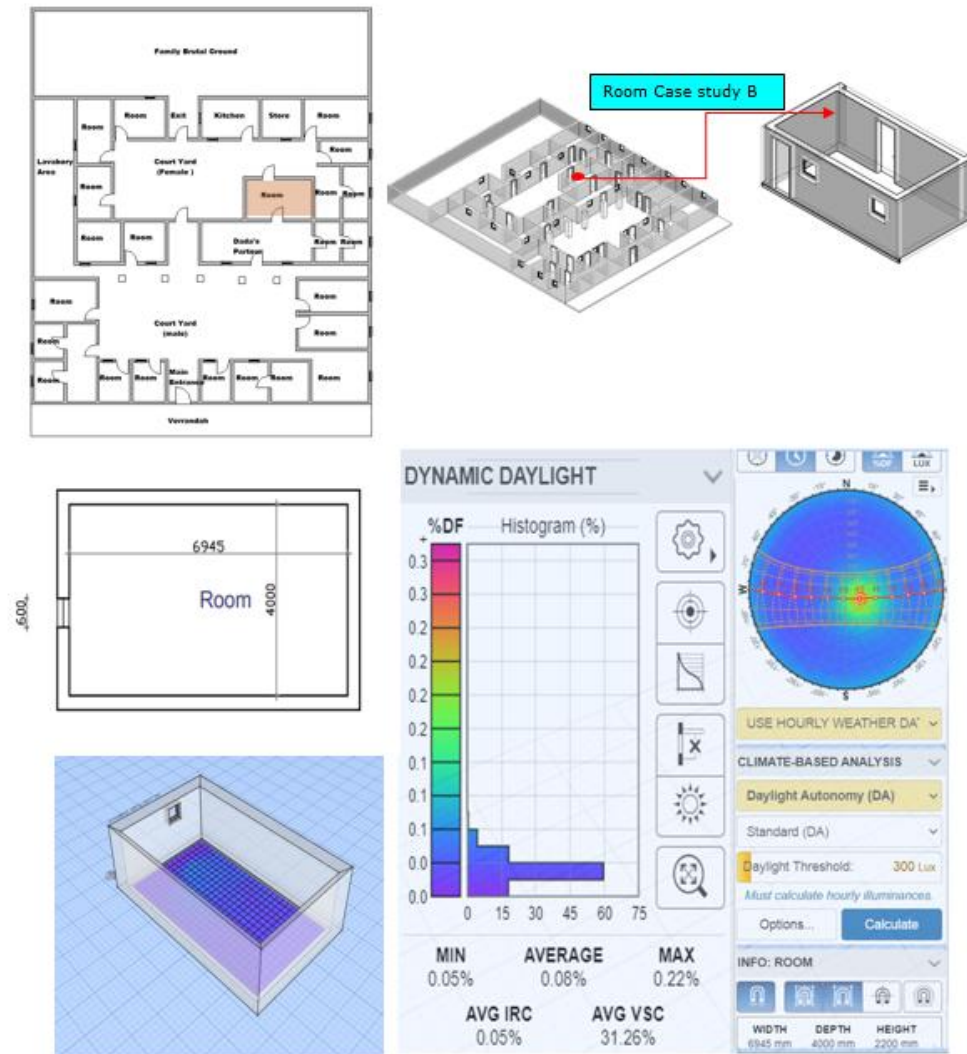 Family Brutal Ground
Room
Room
Exit
Kitchen
Store
Room
Room
Lavabery
Area
Court Yard
(Female )
Room
Room
Room
Room
Room
Room
Room
Dada's
Parlour
Room
Room
Room
Room
Court Yard
(male)
Room
Room
Room
Room
Room
Main
Entrance
Room
Room
Room
Room
Verrandah
Room Case study B
6945
Room
4000
600
DYNAMIC DAYLIGHT
%DF
Histogram (%)
+
0.3
0.3
0.2
0.2
0.2
0.1
0.1
0.1
0.0
0.0
0 15 30 45 60 75
MIN AVERAGE MAX
0.05% 0.08% 0.22%
AVG IRC AVG VSC
0.05% 31.26%
%DF LUX
N
W
S
USE HOURLY WEATHER DA
CLIMATE-BASED ANALYSIS
Daylight Autonomy (DA)
Standard (DA)
Daylight Threshold: 300 Lux
Must calculate hourly illuminances.
Options... Calculate
INFO: ROOM
WIDTH DEPTH HEIGHT
6945 mm 4000 mm 2200 mm